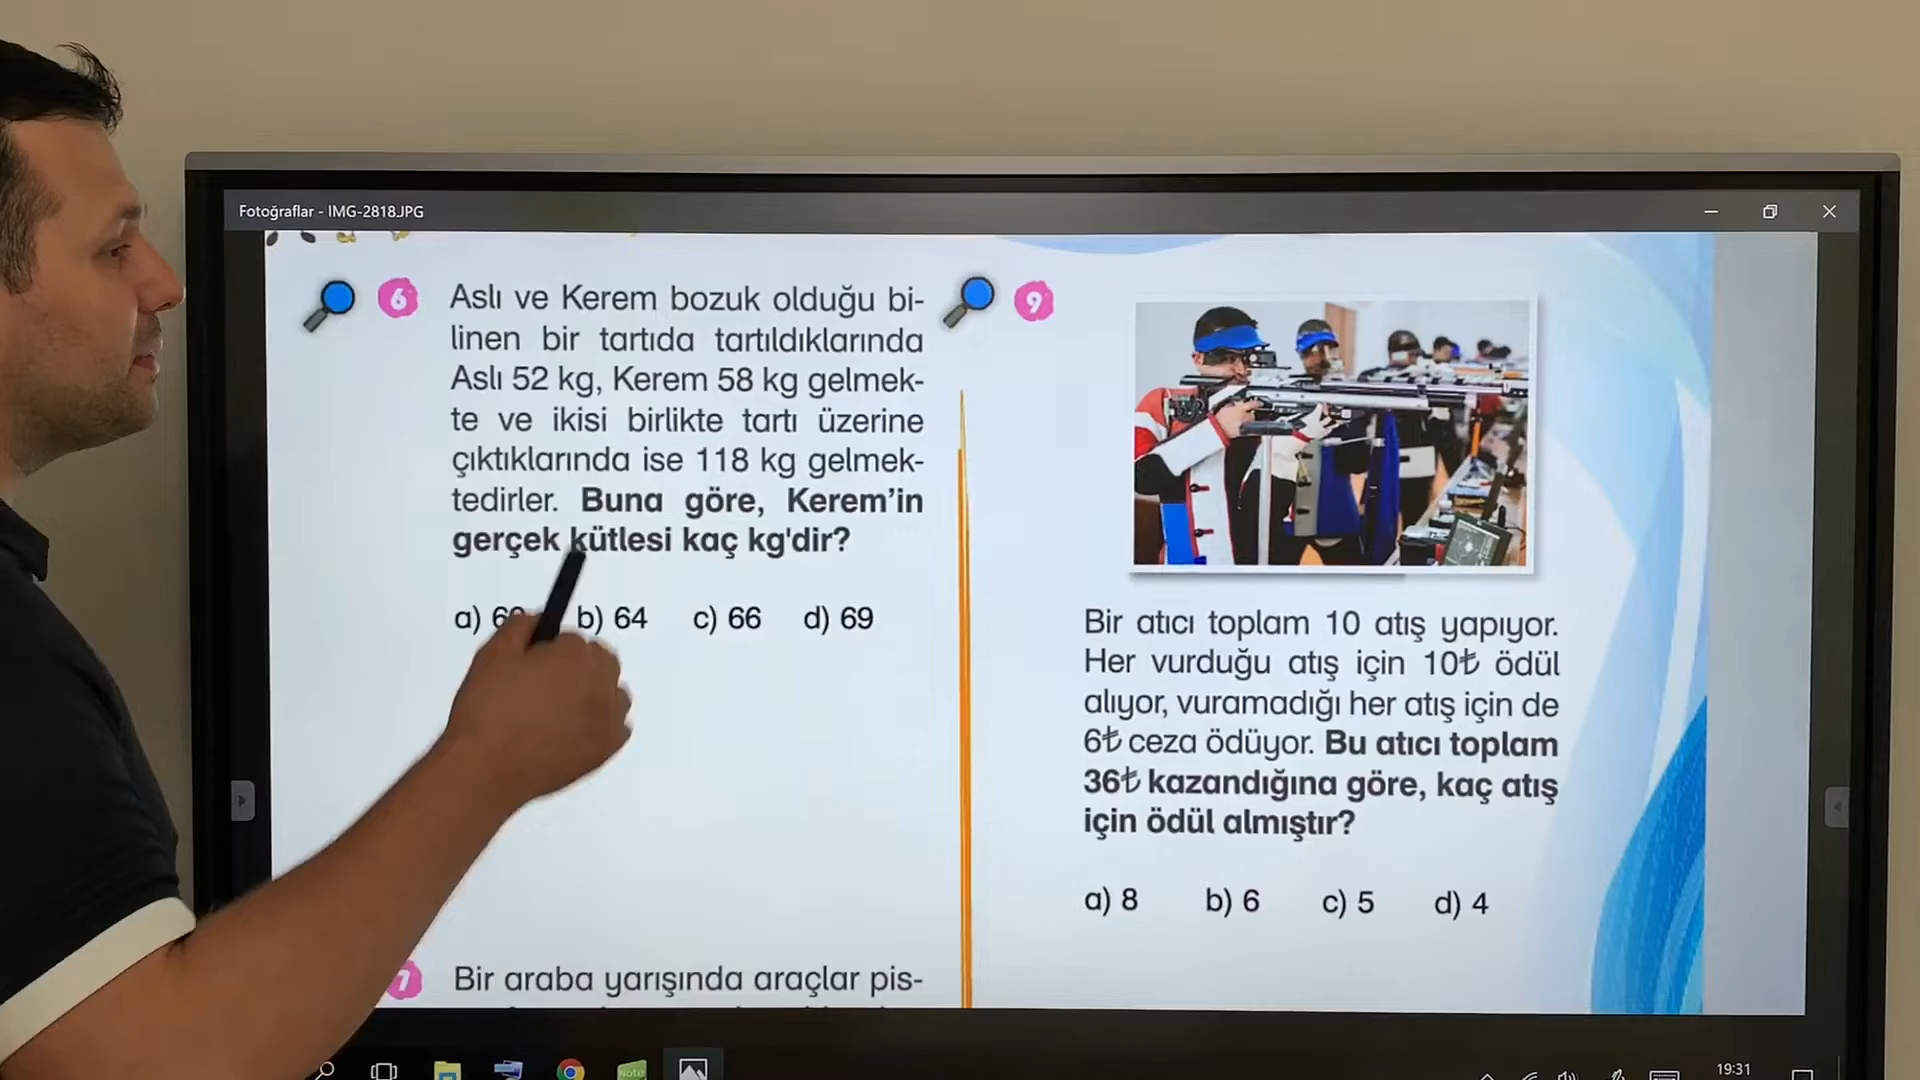 Fotoğraflar - IMG-2818.JPG
6
Aslı ve Kerem bozuk olduğu bi-
linen bir tartıda tartıldıklarında
Aslı 52 kg, Kerem 58 kg gelmek-
te ve ikisi birlikte tartı üzerine
çıktıklarında ise 118 kg gelmek-
tedirler. Buna göre, Kerem'in
gerçek kütlesi kaç kg'dir?
a) b) 64 c) 66 d) 69
7
Bir araba yarışında araçlar pis-
9
Bir atıcı toplam 10 atış yapıyor.
Her vurduğu atış için 10₺ ödül
alıyor, vuramadığı her atış için de
6₺ ceza ödüyor. Bu atıcı toplam
36₺ kazandığına göre, kaç atış
için ödül almıştır?
a) 8 b) 6 c) 5 d) 4
19:31